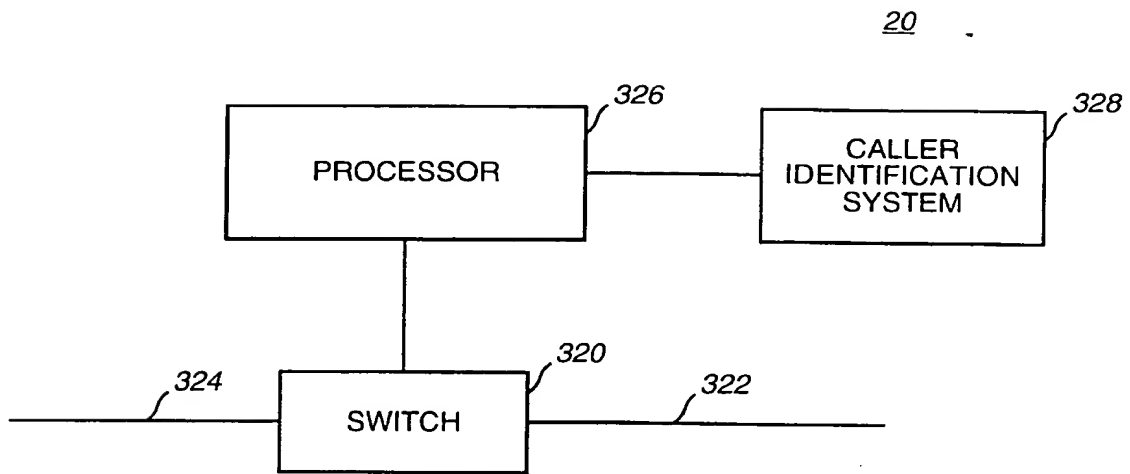 20
326
PROCESSOR
328
CALLER
IDENTIFICATION
SYSTEM
324
320
SWITCH
322